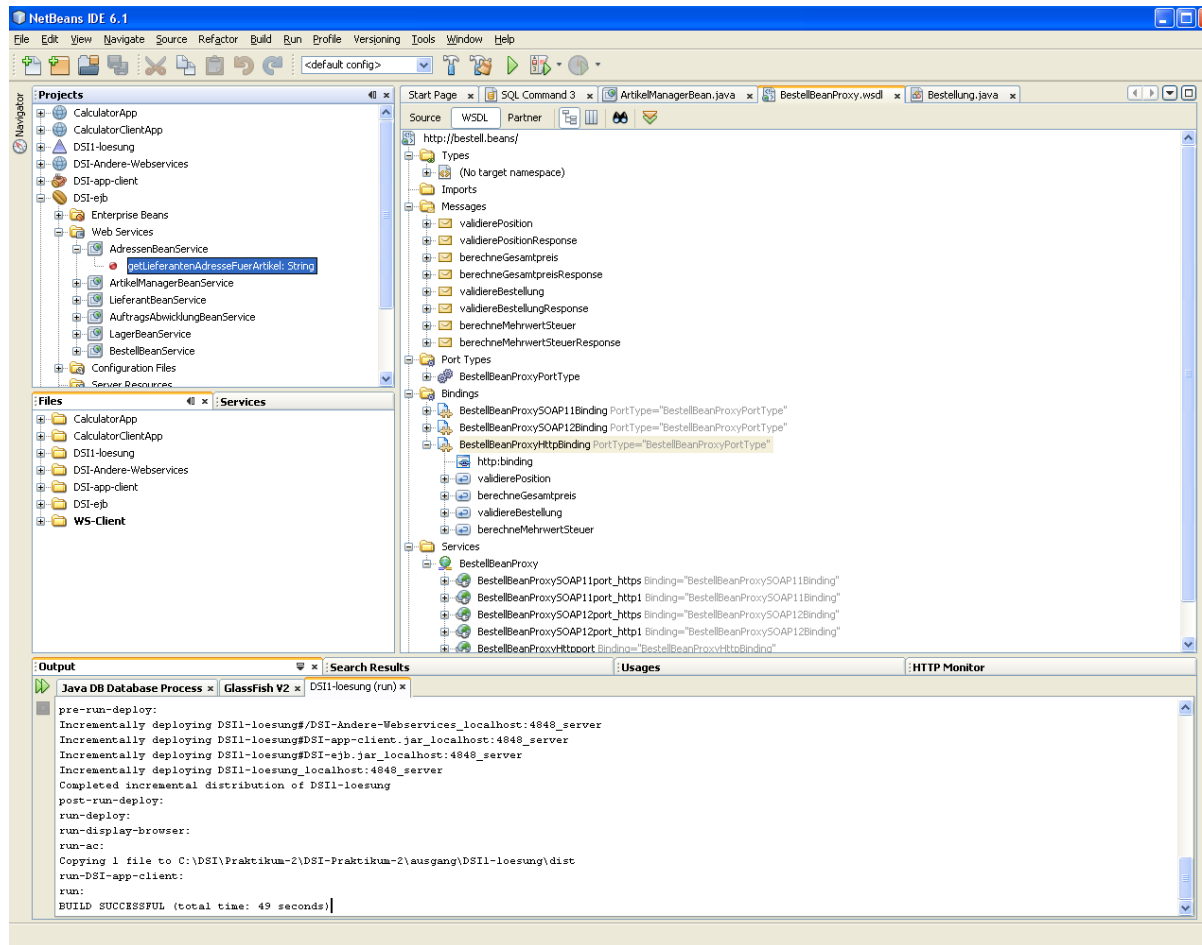 NetBeans IDE 6.1
File Edit View Navigate Source Refactor Build Run Profile Versioning Tools Window Help
<default config>
Navigator
Projects
CalculatorApp
CalculatorClientApp
DSI1-loesung
DSI-Andere-Webservices
DSI-app-client
DSI-ejb
Enterprise Beans
Web Services
AdressenBeanService
getLieferantenAdresseFuerArtikel: String
ArtikelManagerBeanService
LieferantBeanService
AuftragsAbwicklungBeanService
LagerBeanService
BestellBeanService
Configuration Files
Server Resources
Files Services
CalculatorApp
CalculatorClientApp
DSI1-loesung
DSI-Andere-Webservices
DSI-app-client
DSI-ejb
WS-Client
Start Page SQL Command 3 ArtikelManagerBean.java BestellBeanProxy.wsdl Bestellung.java
Source WSDL Partner
http://bestell.beans/
Types
(No target namespace)
Imports
Messages
validierePosition
validierePositionResponse
berechneGesamtpreis
berechneGesamtpreisResponse
validiereBestellung
validiereBestellungResponse
berechneMehrwertSteuer
berechneMehrwertSteuerResponse
Port Types
BestellBeanProxyPortType
Bindings
BestellBeanProxySOAP11Binding PortType="BestellBeanProxyPortType"
BestellBeanProxySOAP12Binding PortType="BestellBeanProxyPortType"
BestellBeanProxyHttpBinding PortType="BestellBeanProxyPortType"
http:binding
validierePosition
berechneGesamtpreis
validiereBestellung
berechneMehrwertSteuer
Services
BestellBeanProxy
BestellBeanProxySOAP11port_https Binding="BestellBeanProxySOAP11Binding"
BestellBeanProxySOAP11port_http1 Binding="BestellBeanProxySOAP11Binding"
BestellBeanProxySOAP12port_https Binding="BestellBeanProxySOAP12Binding"
BestellBeanProxySOAP12port_http1 Binding="BestellBeanProxySOAP12Binding"
BestellBeanProxyHttpport Binding="BestellBeanProxyHttpBinding"
Output Search Results Usages HTTP Monitor
Java DB Database Process GlassFish V2 DSI1-loesung (run)
pre-run-deploy:
Incrementally deploying DSI1-loesung#/DSI-Andere-Webservices_localhost:4848_server
Incrementally deploying DSI1-loesung#DSI-app-client.jar_localhost:4848_server
Incrementally deploying DSI1-loesung#DSI-ejb.jar_localhost:4848_server
Incrementally deploying DSI1-loesung_localhost:4848_server
Completed incremental distribution of DSI1-loesung
post-run-deploy:
run-deploy:
run-display-browser:
run-ac:
Copying 1 file to C:\DSI\Praktikum-2\DSI-Praktikum-2\ausgang\DSI1-loesung\dist
run-DSI-app-client:
run:
BUILD SUCCESSFUL (total time: 49 seconds)